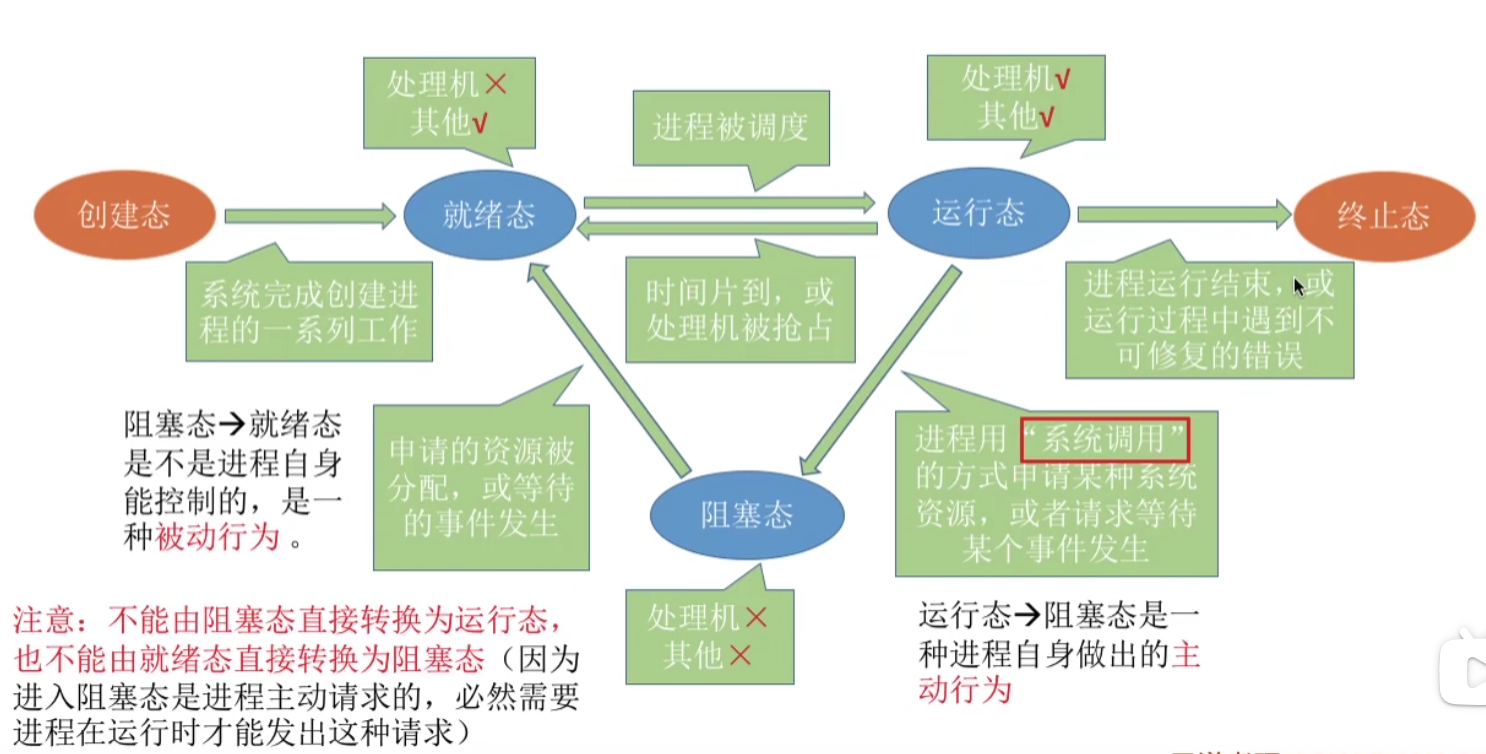 处理机×
其他√
进程被调度
处理机√
其他√
创建态
就绪态
运行态
终止态
系统完成创建进
程的一系列工作
时间片到，或
处理机被抢占
进程运行结束，或
运行过程中遇到不
可修复的错误
阻塞态→就绪态
是不是进程自身
能控制的，是一
种被动行为。
申请的资源被
分配，或等待
的事件发生
进程用“系统调用”
的方式申请某种系统
资源，或者请求等待
某个事件发生
阻塞态
处理机×
其他×
运行态→阻塞态是一
种进程自身做出的主
动行为
注意：不能由阻塞态直接转换为运行态，
也不能由就绪态直接转换为阻塞态（因为
进入阻塞态是进程主动请求的，必然需要
进程在运行时才能发出这种请求）